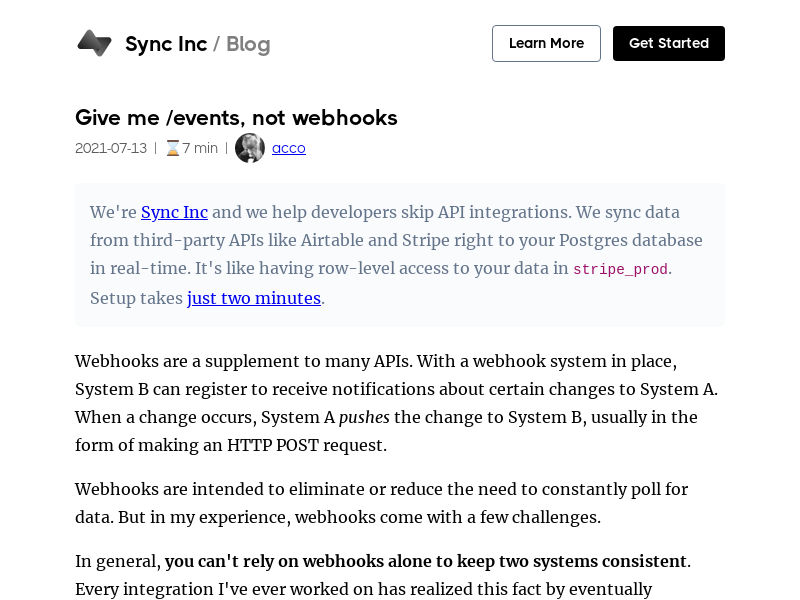 Sync Inc / Blog
Learn More
Get Started
Give me /events, not webhooks
2021-07-13 | ⌛7 min | acco
We're Sync Inc and we help developers skip API integrations. We sync data
from third-party APIs like Airtable and Stripe right to your Postgres database
in real-time. It's like having row-level access to your data in stripe_prod.
Setup takes just two minutes.
Webhooks are a supplement to many APIs. With a webhook system in place,
System B can register to receive notifications about certain changes to System A.
When a change occurs, System A pushes the change to System B, usually in the
form of making an HTTP POST request.
Webhooks are intended to eliminate or reduce the need to constantly poll for
data. But in my experience, webhooks come with a few challenges.
In general, you can't rely on webhooks alone to keep two systems consistent.
Every integration I've ever worked on has realized this fact by eventually